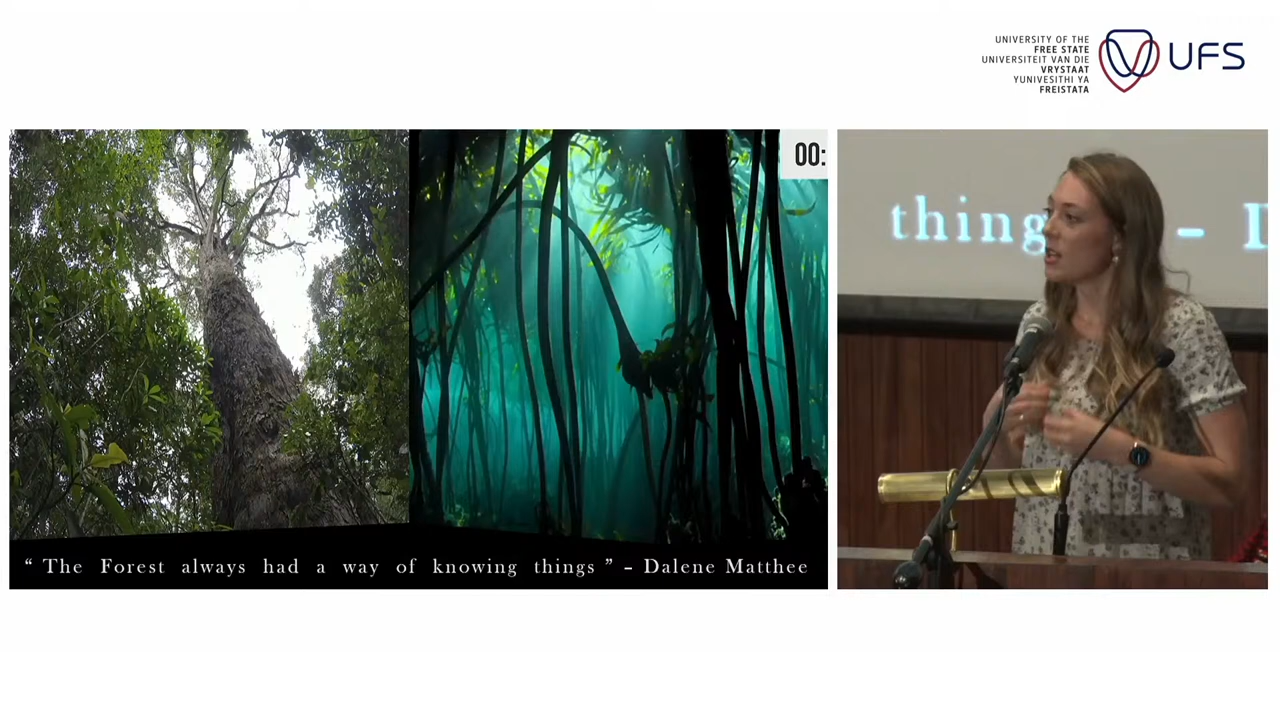 UNIVERSITY OF THE
FREE STATE
UNIVERSITEIT VAN DIE
VRYSTAAT
YUNIVESITHI YA
FREISTATA
UFS
00:
“ The Forest always had a way of knowing things ” – Dalene Matthee
thing – D